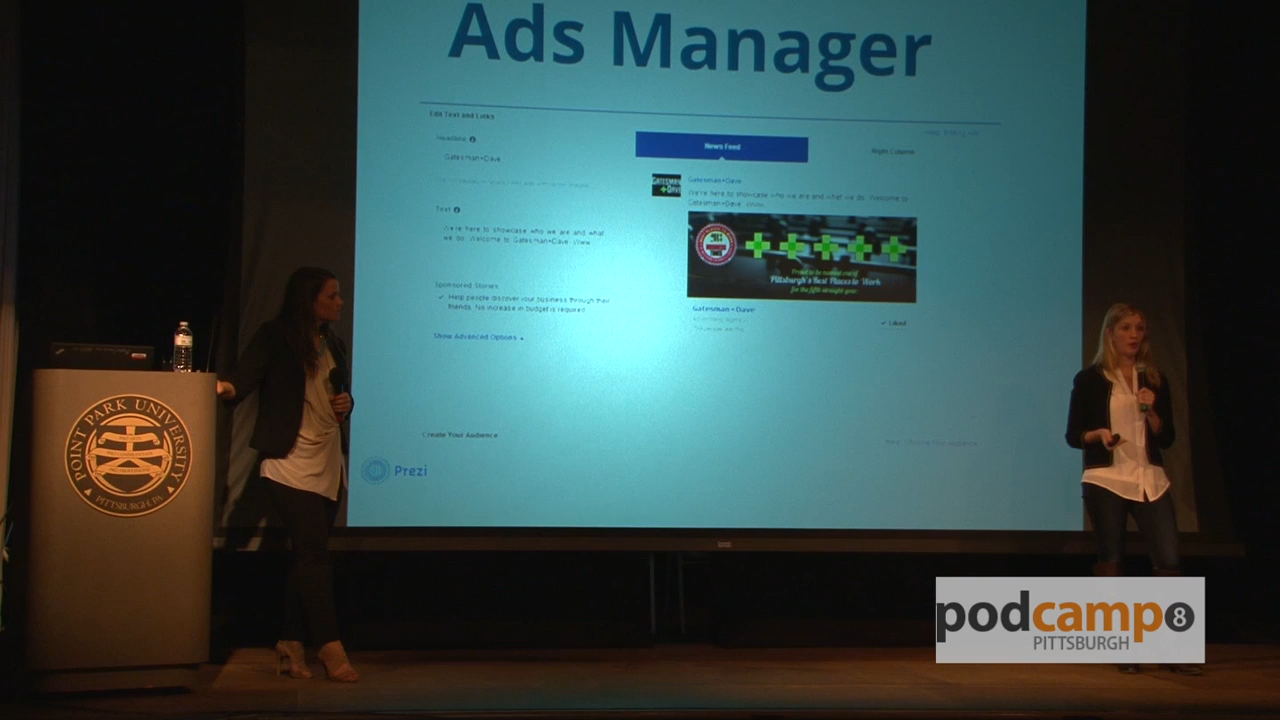 Ads Manager
Edit Text and Links
Headline
Gatesman+Dave
Text
We're here to showcase who we are and what
we do. Welcome to Gatesman+Dave. Www.
Sponsored Stories
✓ Help people discover your business through their
friends. No increase in budget is required.
Show Advanced Options
Create Your Audience
News Feed
Right Column
GATESMAN
+DAVE
Gatesman+Dave
We're here to showcase who we are and what we do. Welcome to
Gatesman+Dave. Www.
Proud to be named one of
Pittsburgh's Best Places to Work
for the fifth straight year.
Gatesman+Dave
✓ Liked
Prezi
POINT PARK UNIVERSITY
PITTSBURGH, PA
podcamp8
PITTSBURGH